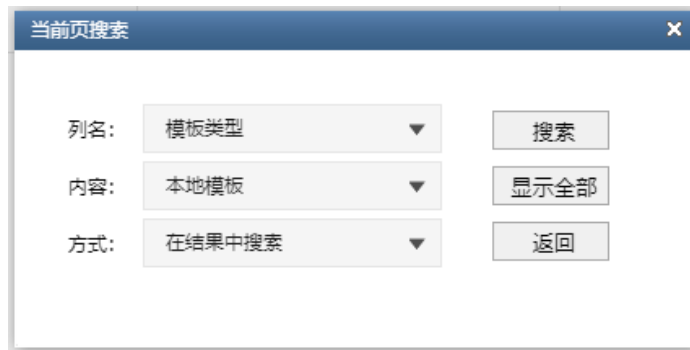 当前页搜索
列名: 模板类型 搜索
内容: 本地模板 显示全部
方式: 在结果中搜索 返回